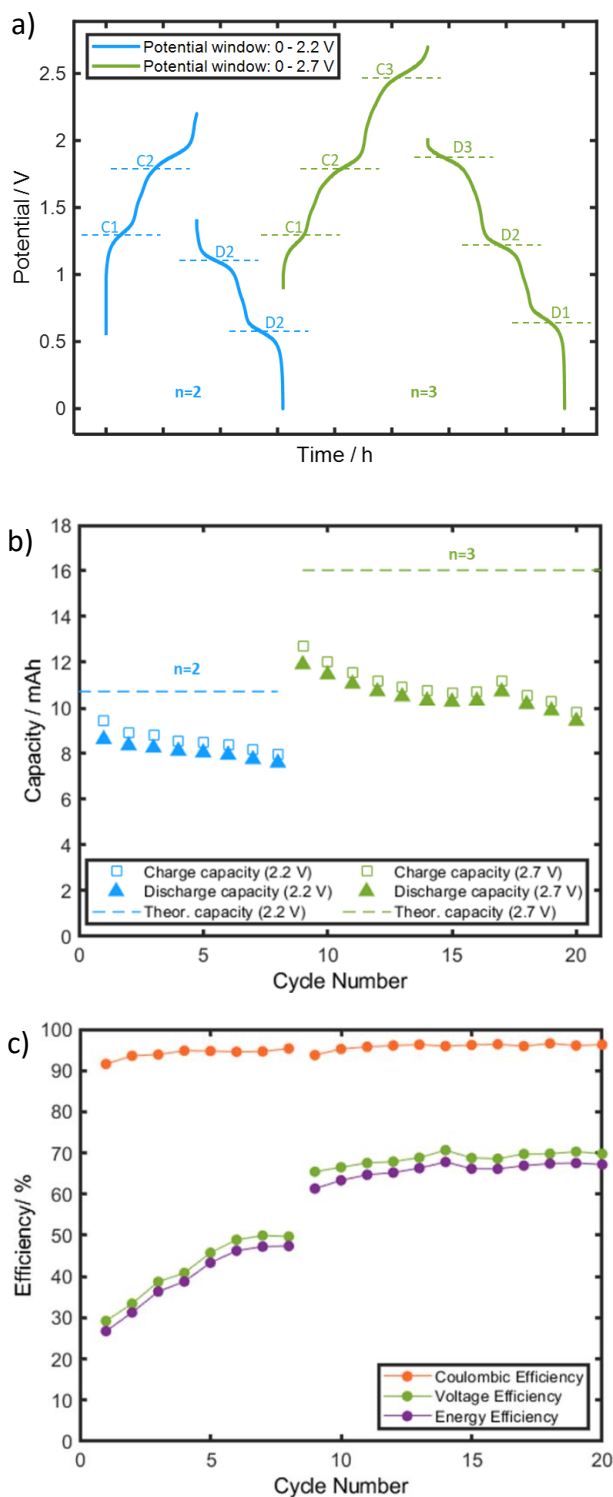 a)
Potential window: 0 - 2.2 V
Potential window: 0 - 2.7 V
2.5
2
1.5
1
0.5
0
Potential / V
C1
C2
D2
D2
C1
C2
C3
D3
D2
D1
n=2
n=3
Time / h
b)
18
16
14
12
10
8
6
4
2
0
Capacity / mAh
n=3
n=2
Charge capacity (2.2 V)
Discharge capacity (2.2 V)
Theor. capacity (2.2 V)
Charge capacity (2.7 V)
Discharge capacity (2.7 V)
Theor. capacity (2.7 V)
0 5 10 15 20
Cycle Number
c)
100
90
80
70
60
50
40
30
20
10
0
Efficiency/ %
Coulombic Efficiency
Voltage Efficiency
Energy Efficiency
0 5 10 15 20
Cycle Number